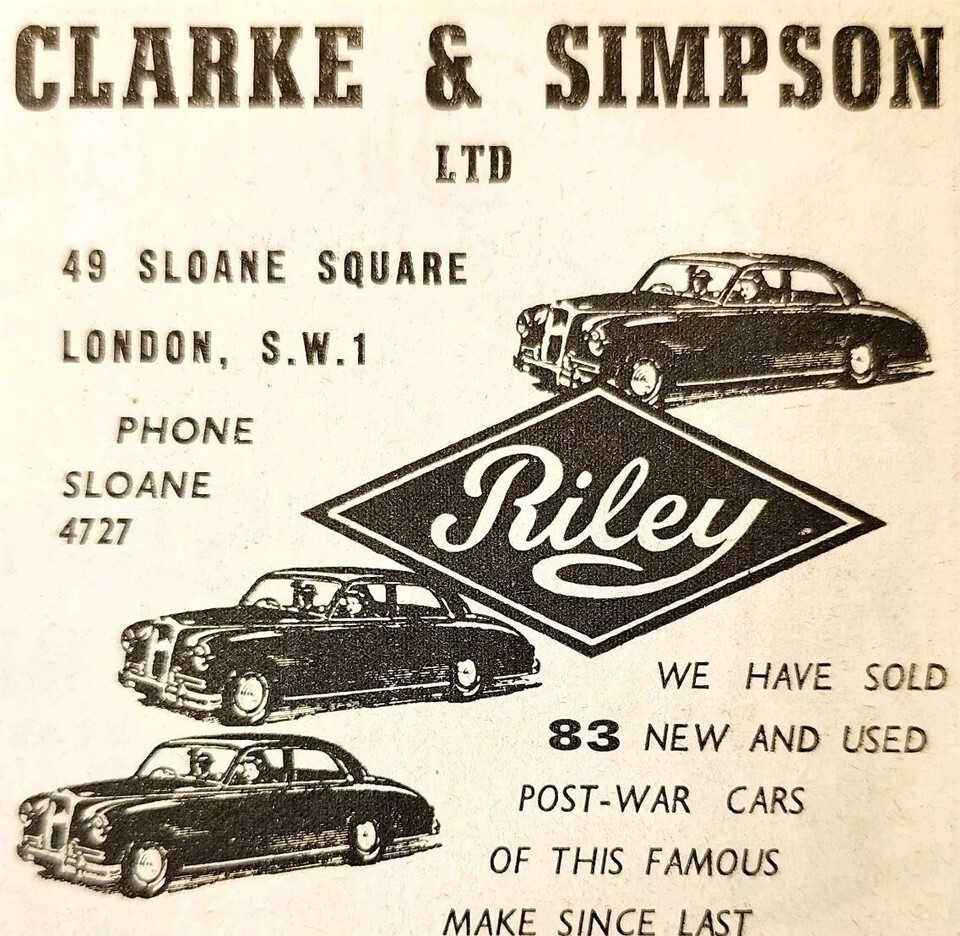 CLARKE & SIMPSON
LTD
49 SLOANE SQUARE
LONDON, S.W.1
PHONE
SLOANE
4727
Riley
WE HAVE SOLD
83 NEW AND USED
POST-WAR CARS
OF THIS FAMOUS
MAKE SINCE LAST